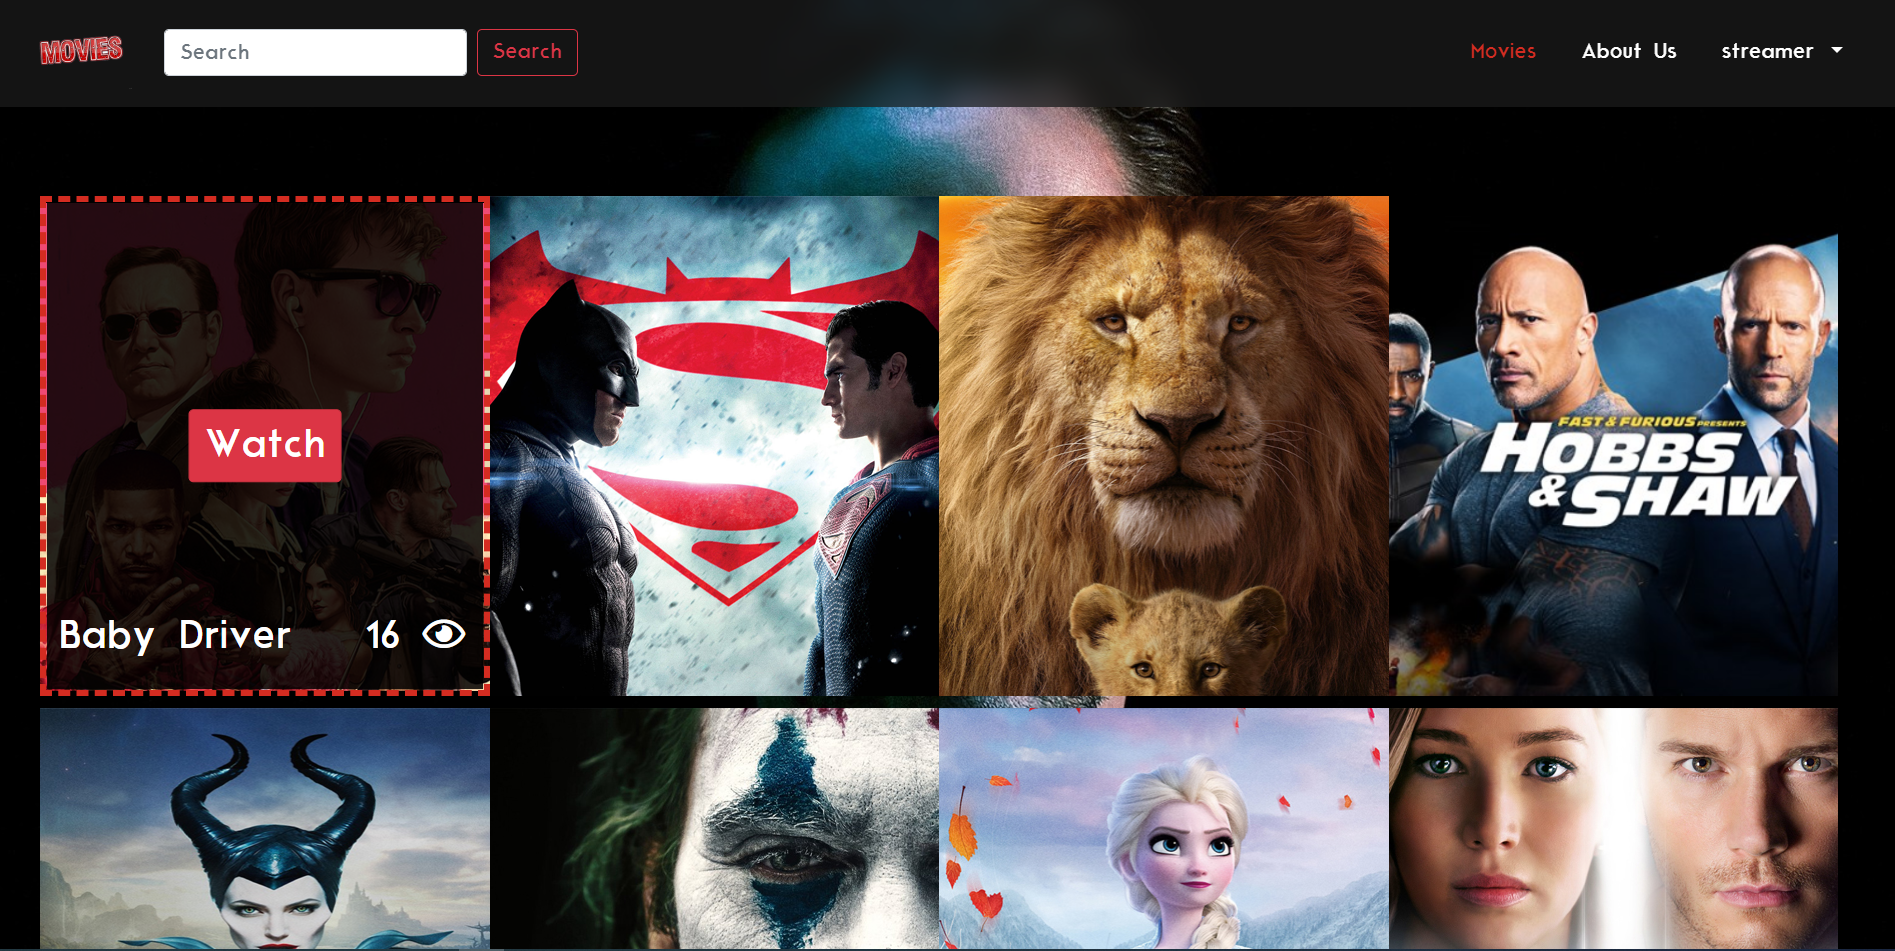 MOVIES
Search
Search
Movies
About Us
streamer
Watch
Baby Driver
16
FAST & FURIOUS PRESENTS
HOBBS
& SHAW